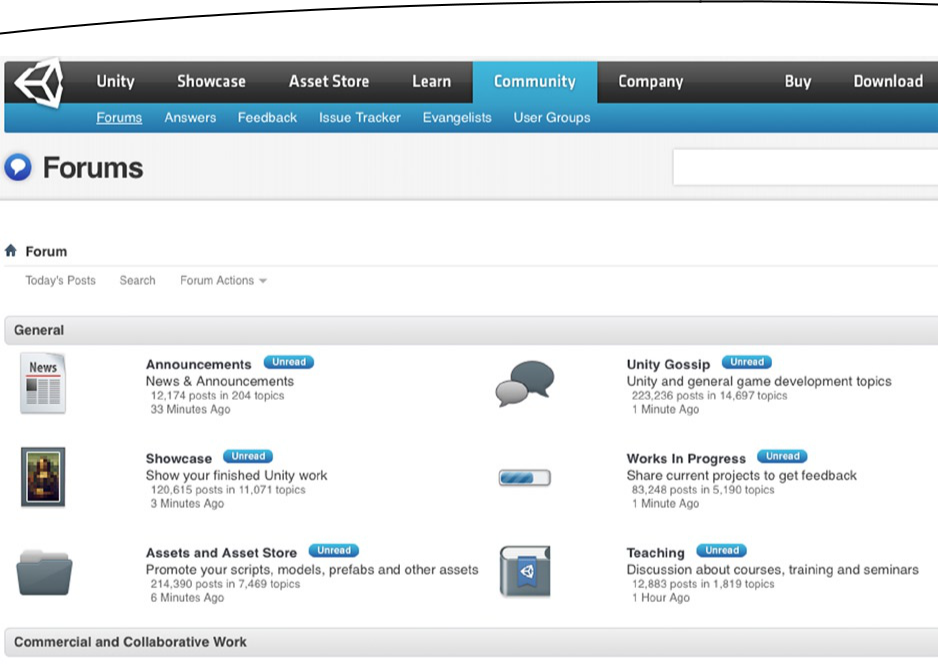 Unity Showcase Asset Store Learn Community Company Buy Download
Forums Answers Feedback Issue Tracker Evangelists User Groups
Forums
Forum
Today's Posts Search Forum Actions
General
News
Announcements Unread
News & Announcements
12,174 posts in 204 topics
33 Minutes Ago
Unity Gossip Unread
Unity and general game development topics
223,236 posts in 14,697 topics
1 Minute Ago
Showcase Unread
Show your finished Unity work
120,615 posts in 11,071 topics
3 Minutes Ago
Works In Progress Unread
Share current projects to get feedback
83,248 posts in 5,190 topics
1 Minute Ago
Assets and Asset Store Unread
Promote your scripts, models, prefabs and other assets
214,390 posts in 7,469 topics
6 Minutes Ago
Teaching Unread
Discussion about courses, training and seminars
12,883 posts in 1,819 topics
1 Hour Ago
Commercial and Collaborative Work